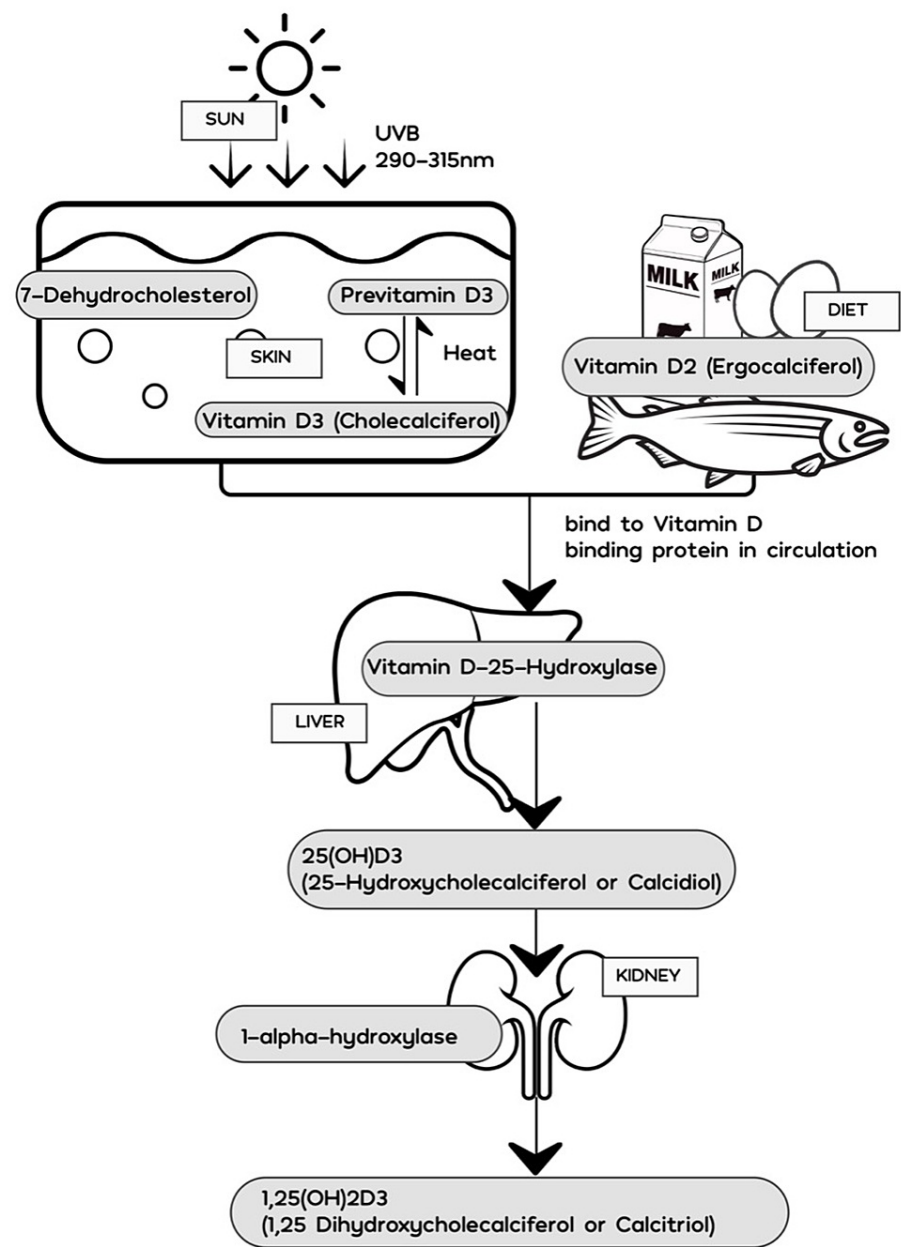 SUN
UVB
290–315nm
7–Dehydrocholesterol
Previtamin D3
SKIN
Heat
Vitamin D3 (Cholecalciferol)
MILK
MILK
DIET
Vitamin D2 (Ergocalciferol)
bind to Vitamin D
binding protein in circulation
Vitamin D–25–Hydroxylase
LIVER
25(OH)D3
(25–Hydroxycholecalciferol or Calcidiol)
KIDNEY
1–alpha–hydroxylase
1,25(OH)2D3
(1,25 Dihydroxycholecalciferol or Calcitriol)